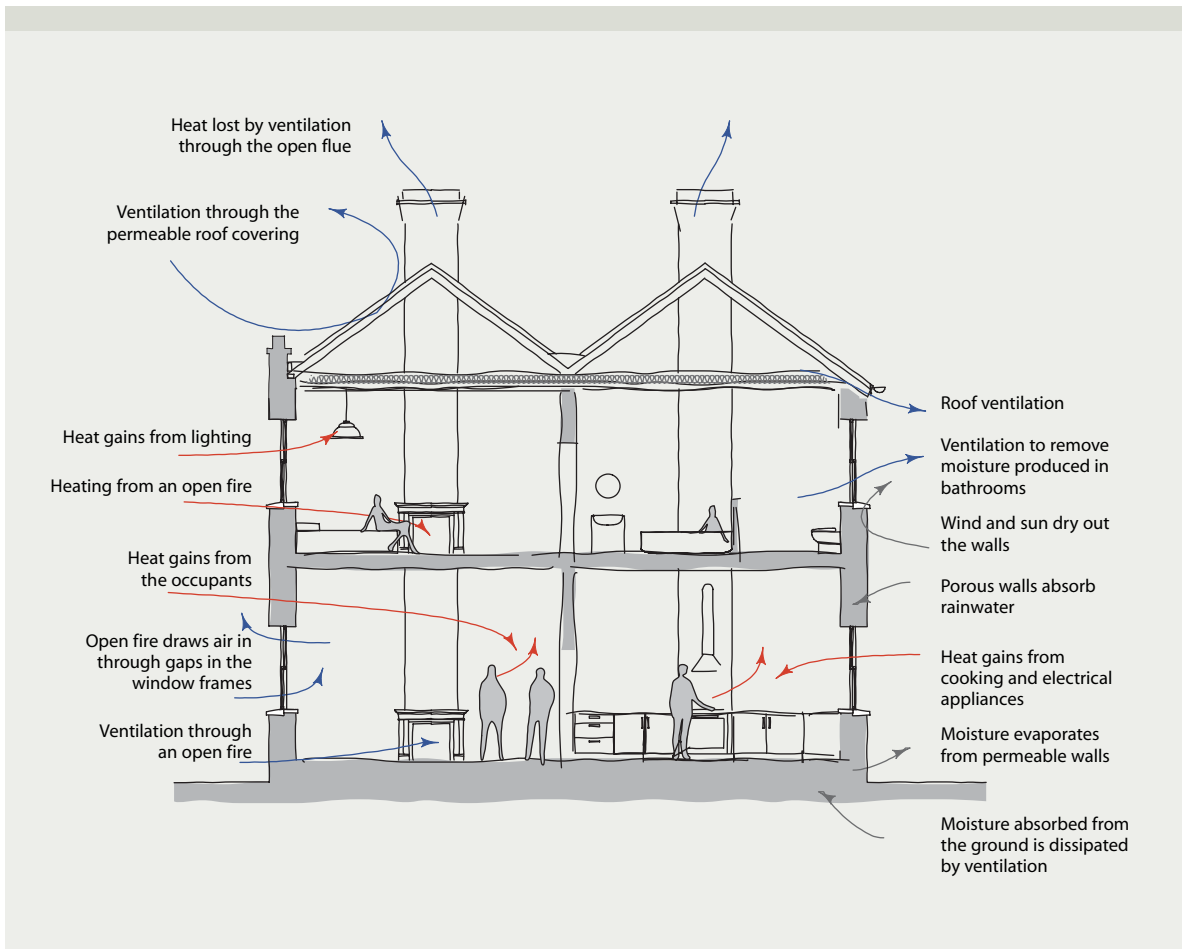 Heat lost by ventilation
through the open flue
Ventilation through the
permeable roof covering
Heat gains from lighting
Heating from an open fire
Heat gains from
the occupants
Open fire draws air in
through gaps in the
window frames
Ventilation through
an open fire
Roof ventilation
Ventilation to remove
moisture produced in
bathrooms
Wind and sun dry out
the walls
Porous walls absorb
rainwater
Heat gains from
cooking and electrical
appliances
Moisture evaporates
from permeable walls
Moisture absorbed from
the ground is dissipated
by ventilation